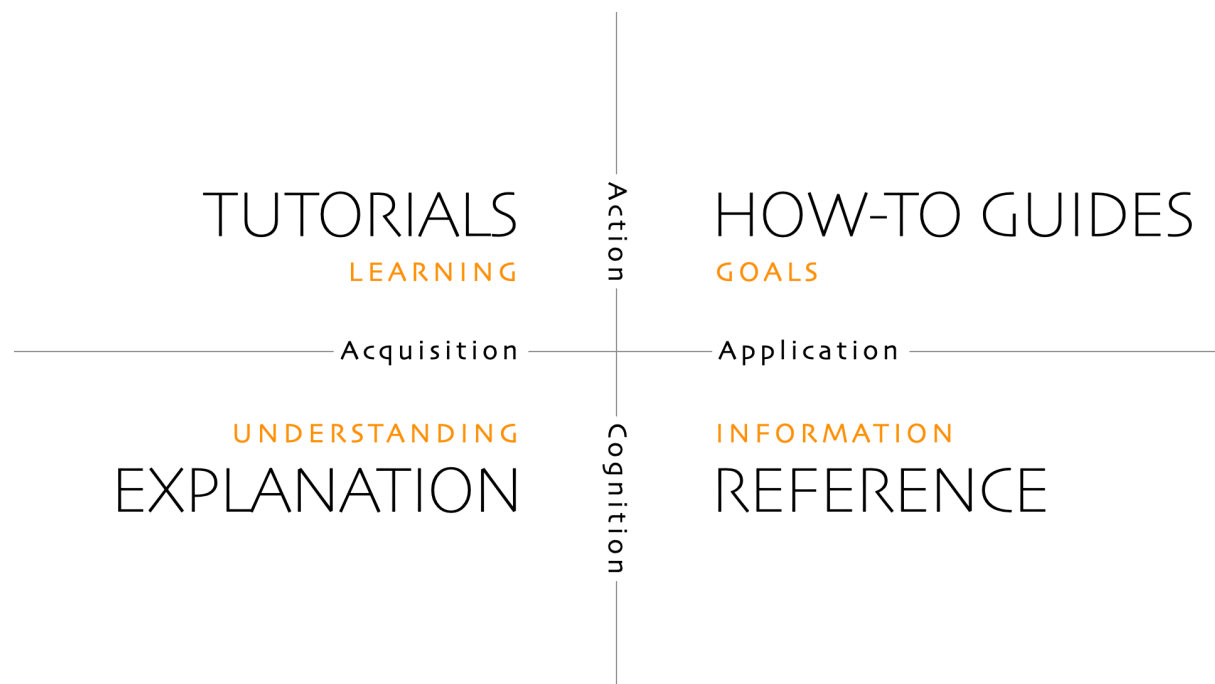 Action
TUTORIALS
LEARNING
HOW-TO GUIDES
GOALS
Acquisition
Application
UNDERSTANDING
EXPLANATION
INFORMATION
REFERENCE
Cognition